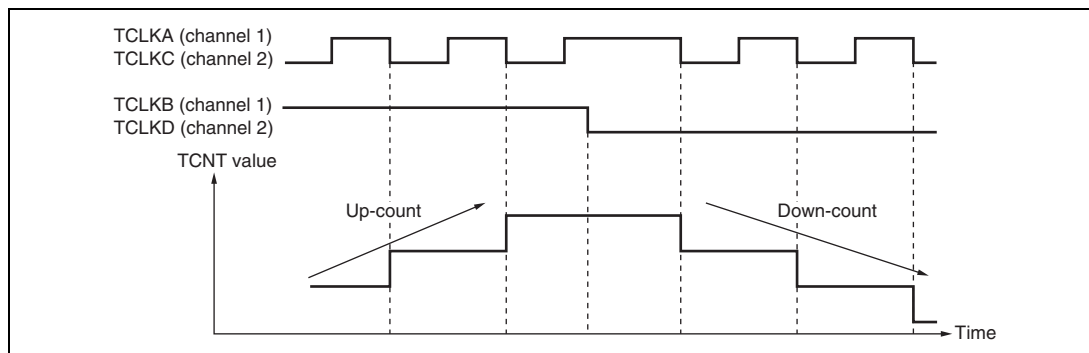 TCLKA (channel 1)
TCLKC (channel 2)
TCLKB (channel 1)
TCLKD (channel 2)
TCNT value
Up-count
Down-count
Time